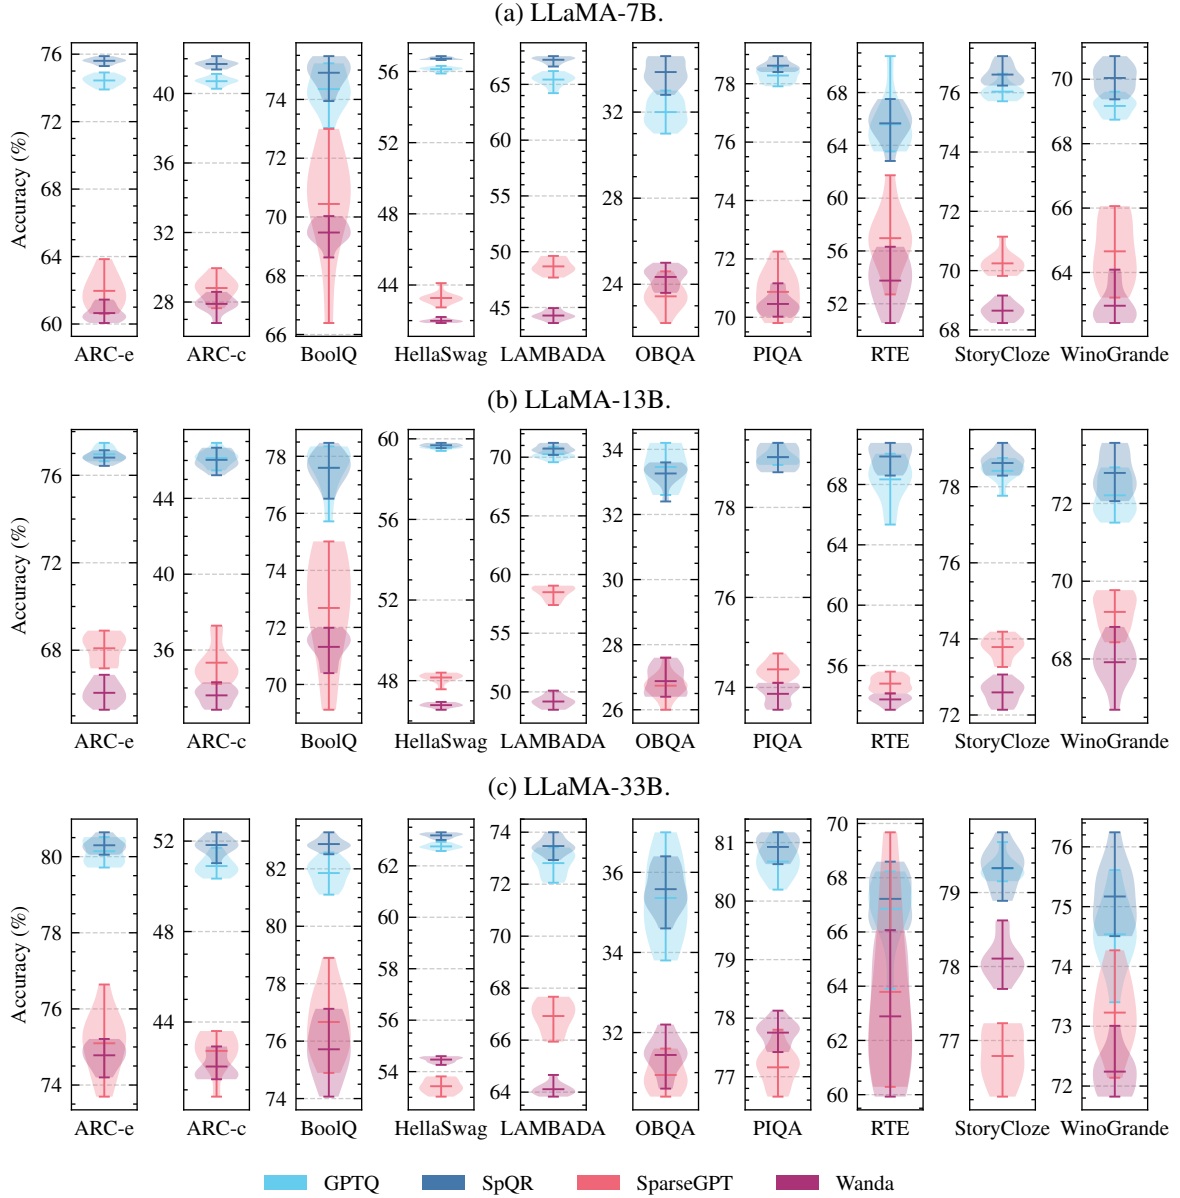 (a) LLaMA-7B.
Accuracy (%)
76 74 72 70 68 66 64 62 60
40 36 32 28
74 72 70 68 66
56 52 48 44
65 60 55 50 45
32 28 24
78 76 74 72 70
68 64 60 56 52
76 74 72 70 68
70 68 66 64
ARC-e ARC-c BoolQ HellaSwag LAMBADA OBQA PIQA RTE StoryCloze WinoGrande
(b) LLaMA-13B.
Accuracy (%)
76 72 68
44 40 36
78 76 74 72 70
60 56 52 48
70 65 60 55 50
34 32 30 28 26
78 76 74
68 64 60 56
78 76 74 72
72 70 68
ARC-e ARC-c BoolQ HellaSwag LAMBADA OBQA PIQA RTE StoryCloze WinoGrande
(c) LLaMA-33B.
Accuracy (%)
80 78 76 74
52 48 44
82 80 78 76 74
62 60 58 56 54
74 72 70 68 66 64
36 34 32
81 80 79 78 77
70 68 66 64 62 60
79 78 77
76 75 74 73 72
ARC-e ARC-c BoolQ HellaSwag LAMBADA OBQA PIQA RTE StoryCloze WinoGrande
GPTQ SpQR SparseGPT Wanda